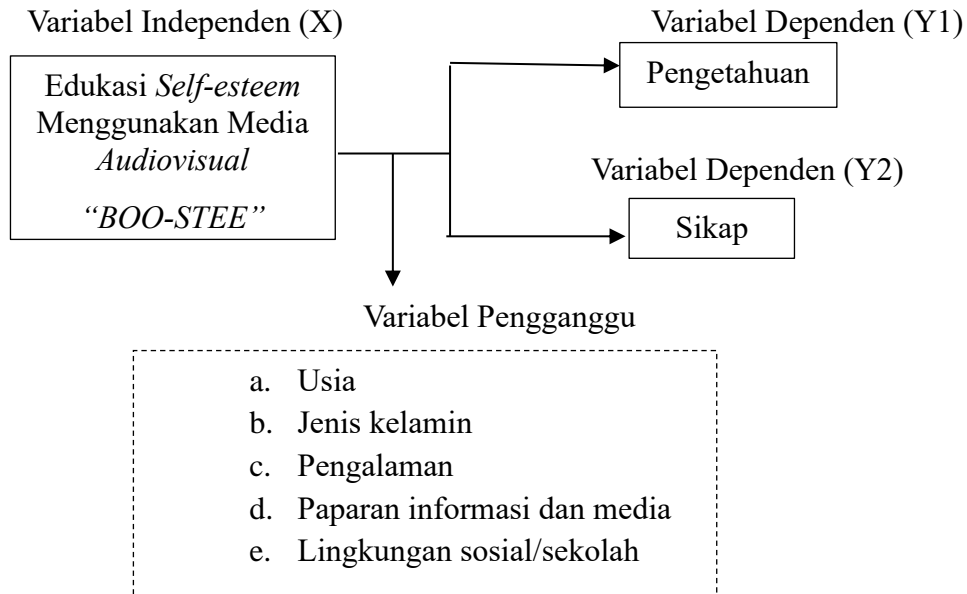 Variabel Independen (X)
Variabel Dependen (Y1)
Edukasi Self-esteem
Menggunakan Media
Audiovisual
“BOO-STEE”
Pengetahuan
Variabel Dependen (Y2)
Sikap
Variabel Pengganggu
a. Usia
b. Jenis kelamin
c. Pengalaman
d. Paparan informasi dan media
e. Lingkungan sosial/sekolah